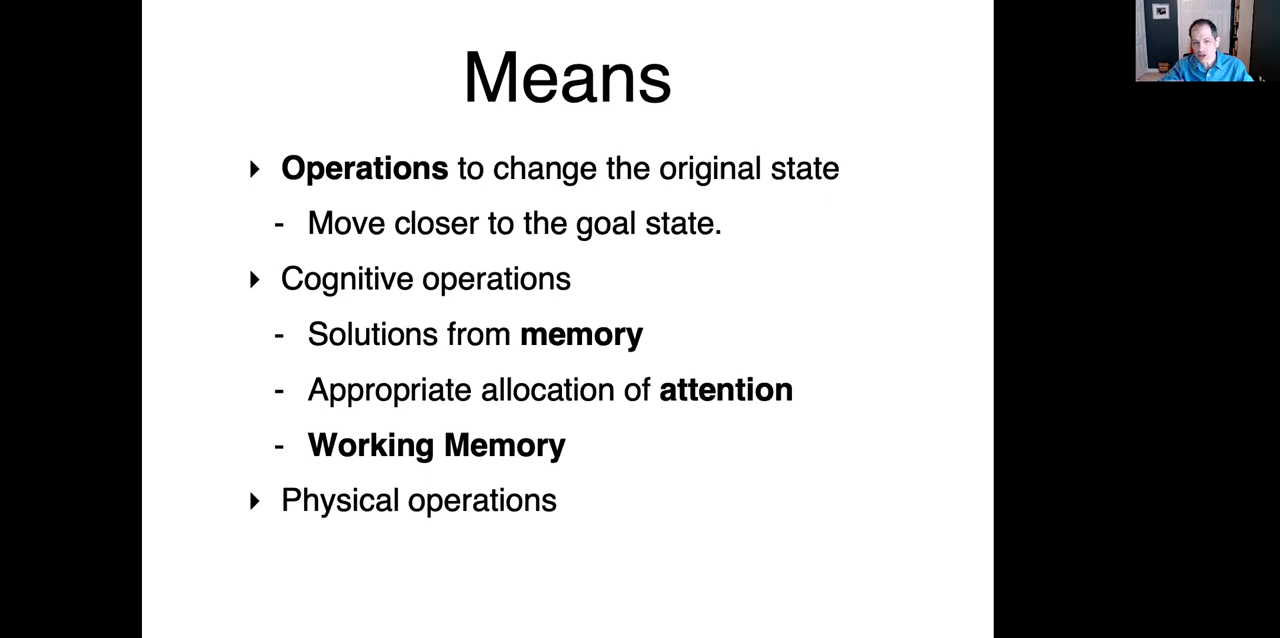 Means
‣ Operations to change the original state
- Move closer to the goal state.
‣ Cognitive operations
- Solutions from memory
- Appropriate allocation of attention
- Working Memory
‣ Physical operations